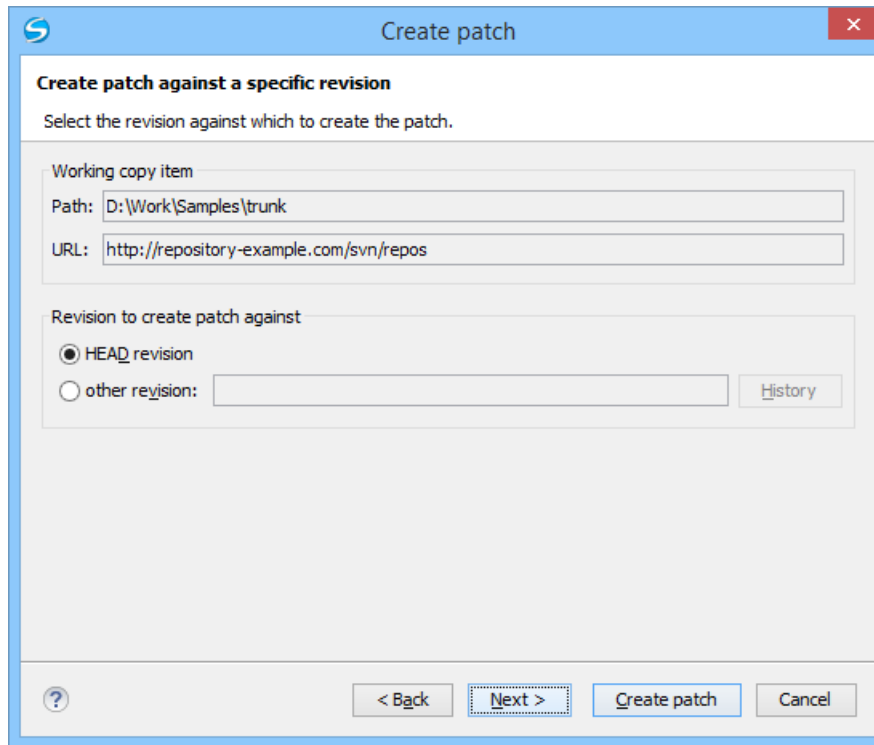 Create patch
Create patch against a specific revision
Select the revision against which to create the patch.
Working copy item
Path: D:\Work\Samples\trunk
URL: http://repository-example.com/svn/repos
Revision to create patch against
HEAD revision
other revision: History
? < Back Next > Create patch Cancel